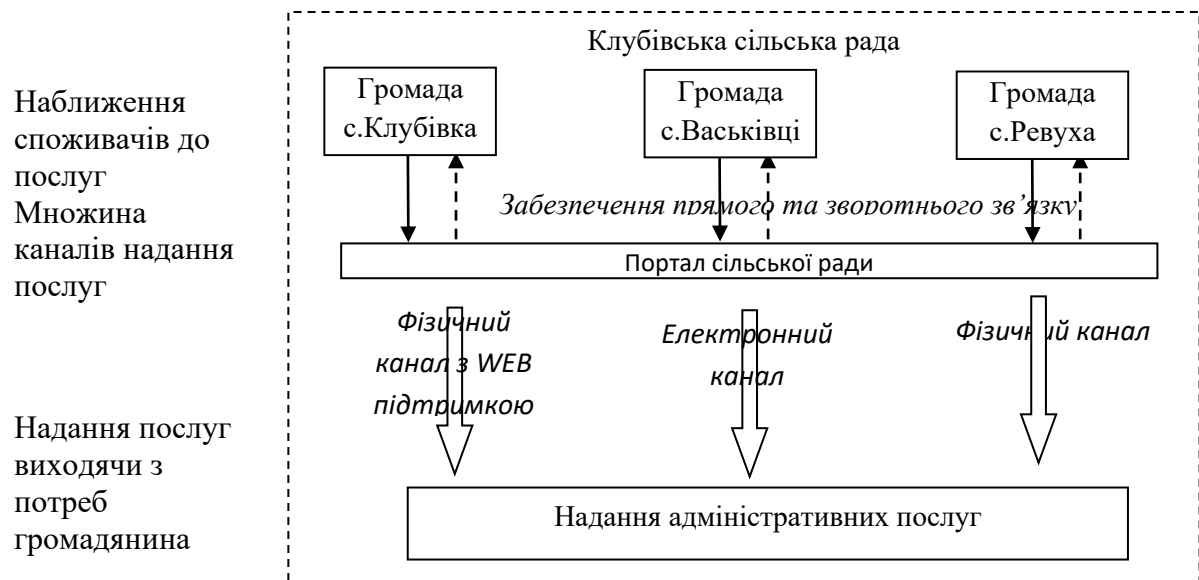 Клубівська сільська рада
Наближення
споживачів до
послуг
Множина
каналів надання
послуг
Надання послуг
виходячи з
потреб
громадянина
Громада
с.Клубівка
Громада
с.Васьківці
Громада
с.Ревуха
Забезпечення прямого та зворотнього зв’язку
Портал сільської ради
Фізичний
канал з WEB
підтримкою
Електронний
канал
Фізичний канал
Надання адміністративних послуг